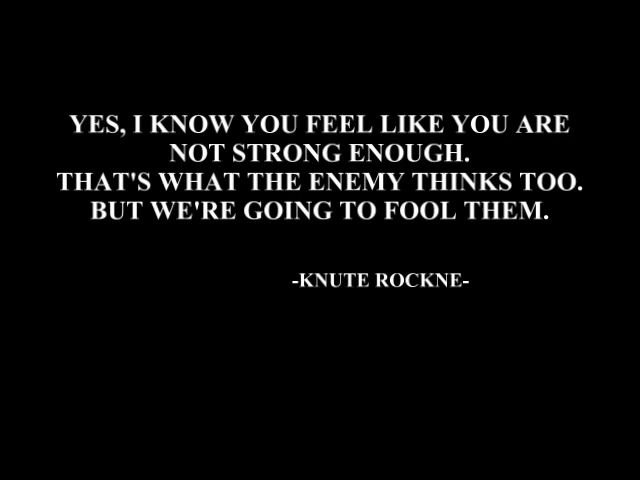 YES, I KNOW YOU FEEL LIKE YOU ARE
NOT STRONG ENOUGH.
THAT'S WHAT THE ENEMY THINKS TOO.
BUT WE'RE GOING TO FOOL THEM.
-KNUTE ROCKNE-